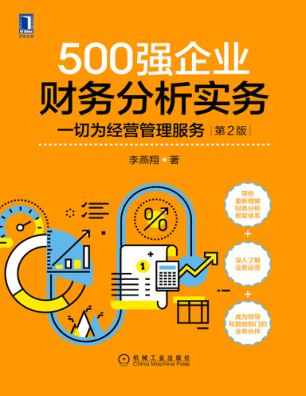 500强企业
财务分析实务
一切为经营管理服务 第2版
李燕翔·著
带你
重新理解
财务分析
框架体系
+
深入了解
业务运营
+
成为领导
和其他部门的
业务伙伴
1
机械工业出版社
China Machine Press